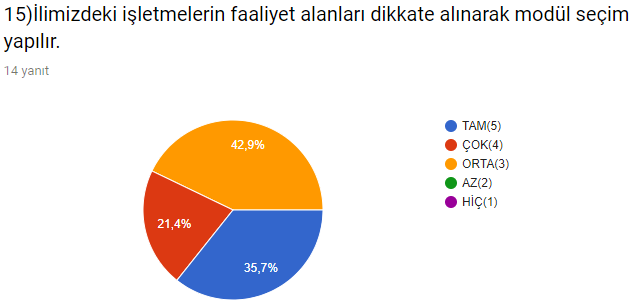 15)İlimizdeki işletmelerin faaliyet alanları dikkate alınarak modül seçim
yapılır.
14 yanıt
42,9%
21,4%
35,7%
TAM(5)
ÇOK(4)
ORTA(3)
AZ(2)
HİÇ(1)